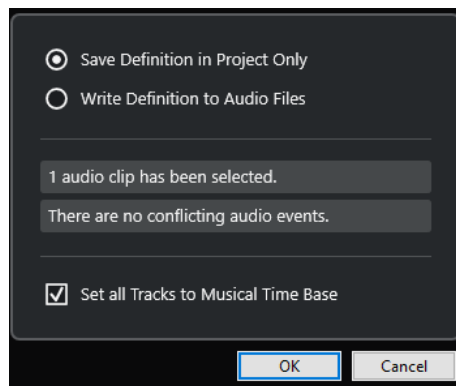 Save Definition in Project Only
Write Definition to Audio Files
1 audio clip has been selected.
There are no conflicting audio events.
Set all Tracks to Musical Time Base
OK Cancel